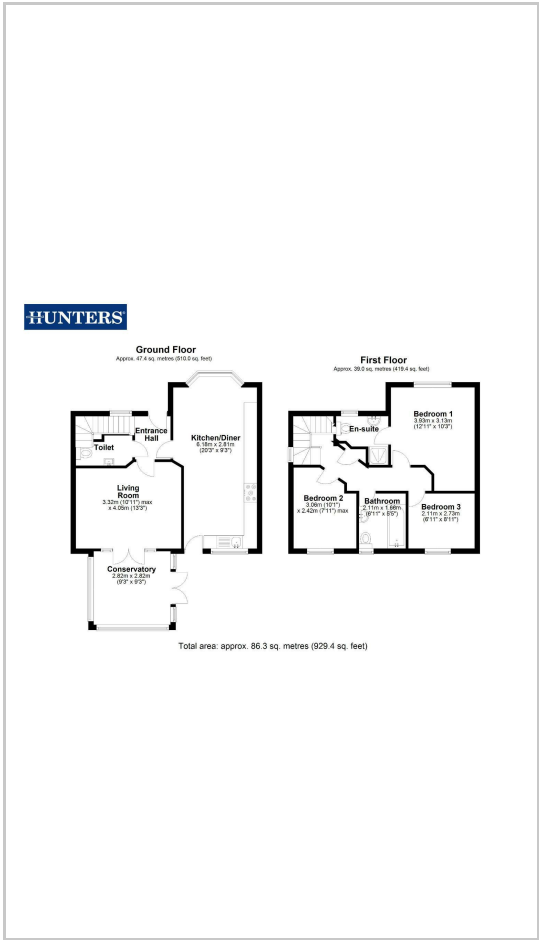 HUNTERS
Ground Floor
Approx. 47.4 sq. metres (510.0 sq. feet)
Entrance
Hall
Toilet
Kitchen/Diner
6.18m x 2.81m
(20'3" x 9'3")
Living
Room
3.32m (10'11") max
x 4.05m (13'3")
Conservatory
2.82m x 2.82m
(9'3" x 9'3")
First Floor
Approx. 39.0 sq. metres (419.4 sq. feet)
En-suite
Bedroom 1
3.93m x 3.13m
(12'11" x 10'3")
Bedroom 2
3.06m (10'1")
x 2.42m (7'11") max
Bathroom
2.11m x 1.66m
(6'11" x 5'5")
Bedroom 3
2.11m x 2.73m
(6'11" x 8'11")
Total area: approx. 86.3 sq. metres (929.4 sq. feet)